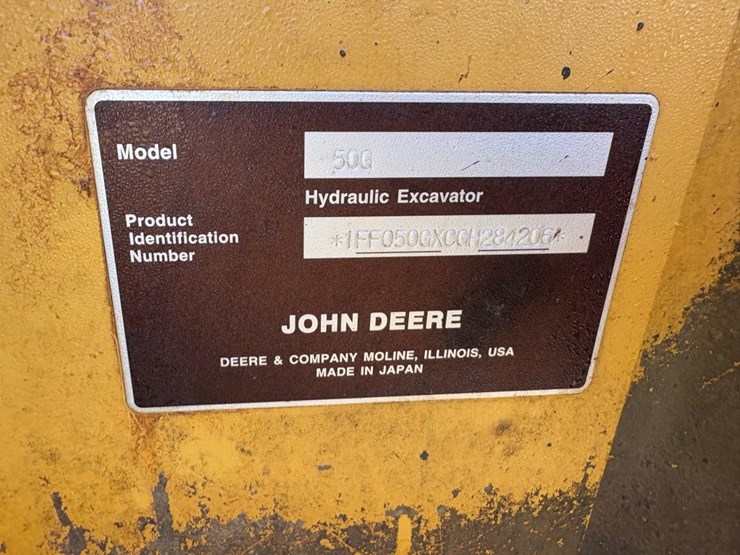 Model
50G
Hydraulic Excavator
Product
Identification
Number
*1FF050GXCGH284206*
JOHN DEERE
DEERE & COMPANY MOLINE, ILLINOIS, USA
MADE IN JAPAN